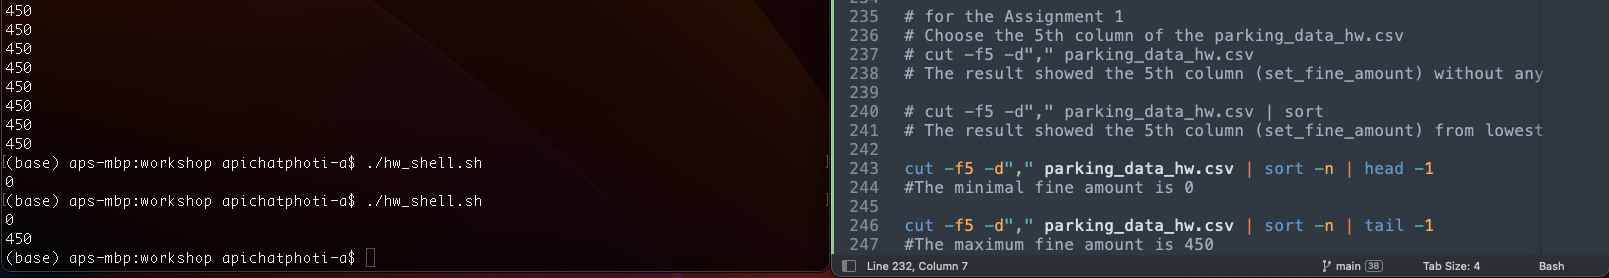 450
450
450
450
450
450
450
450
(base) aps-mbp:workshop apichatphoti-a$ ./hw_shell.sh
0
(base) aps-mbp:workshop apichatphoti-a$ ./hw_shell.sh
0
450
(base) aps-mbp:workshop apichatphoti-a$
235 # for the Assignment 1
236 # Choose the 5th column of the parking_data_hw.csv
237 # cut -f5 -d"," parking_data_hw.csv
238 # The result showed the 5th column (set_fine_amount) without any
239
240 # cut -f5 -d"," parking_data_hw.csv | sort
241 # The result showed the 5th column (set_fine_amount) from lowest
242
243 cut -f5 -d"," parking_data_hw.csv | sort -n | head -1
244 #The minimal fine amount is 0
245
246 cut -f5 -d"," parking_data_hw.csv | sort -n | tail -1
247 #The maximum fine amount is 450
Line 232, Column 7 main 38 Tab Size: 4 Bash